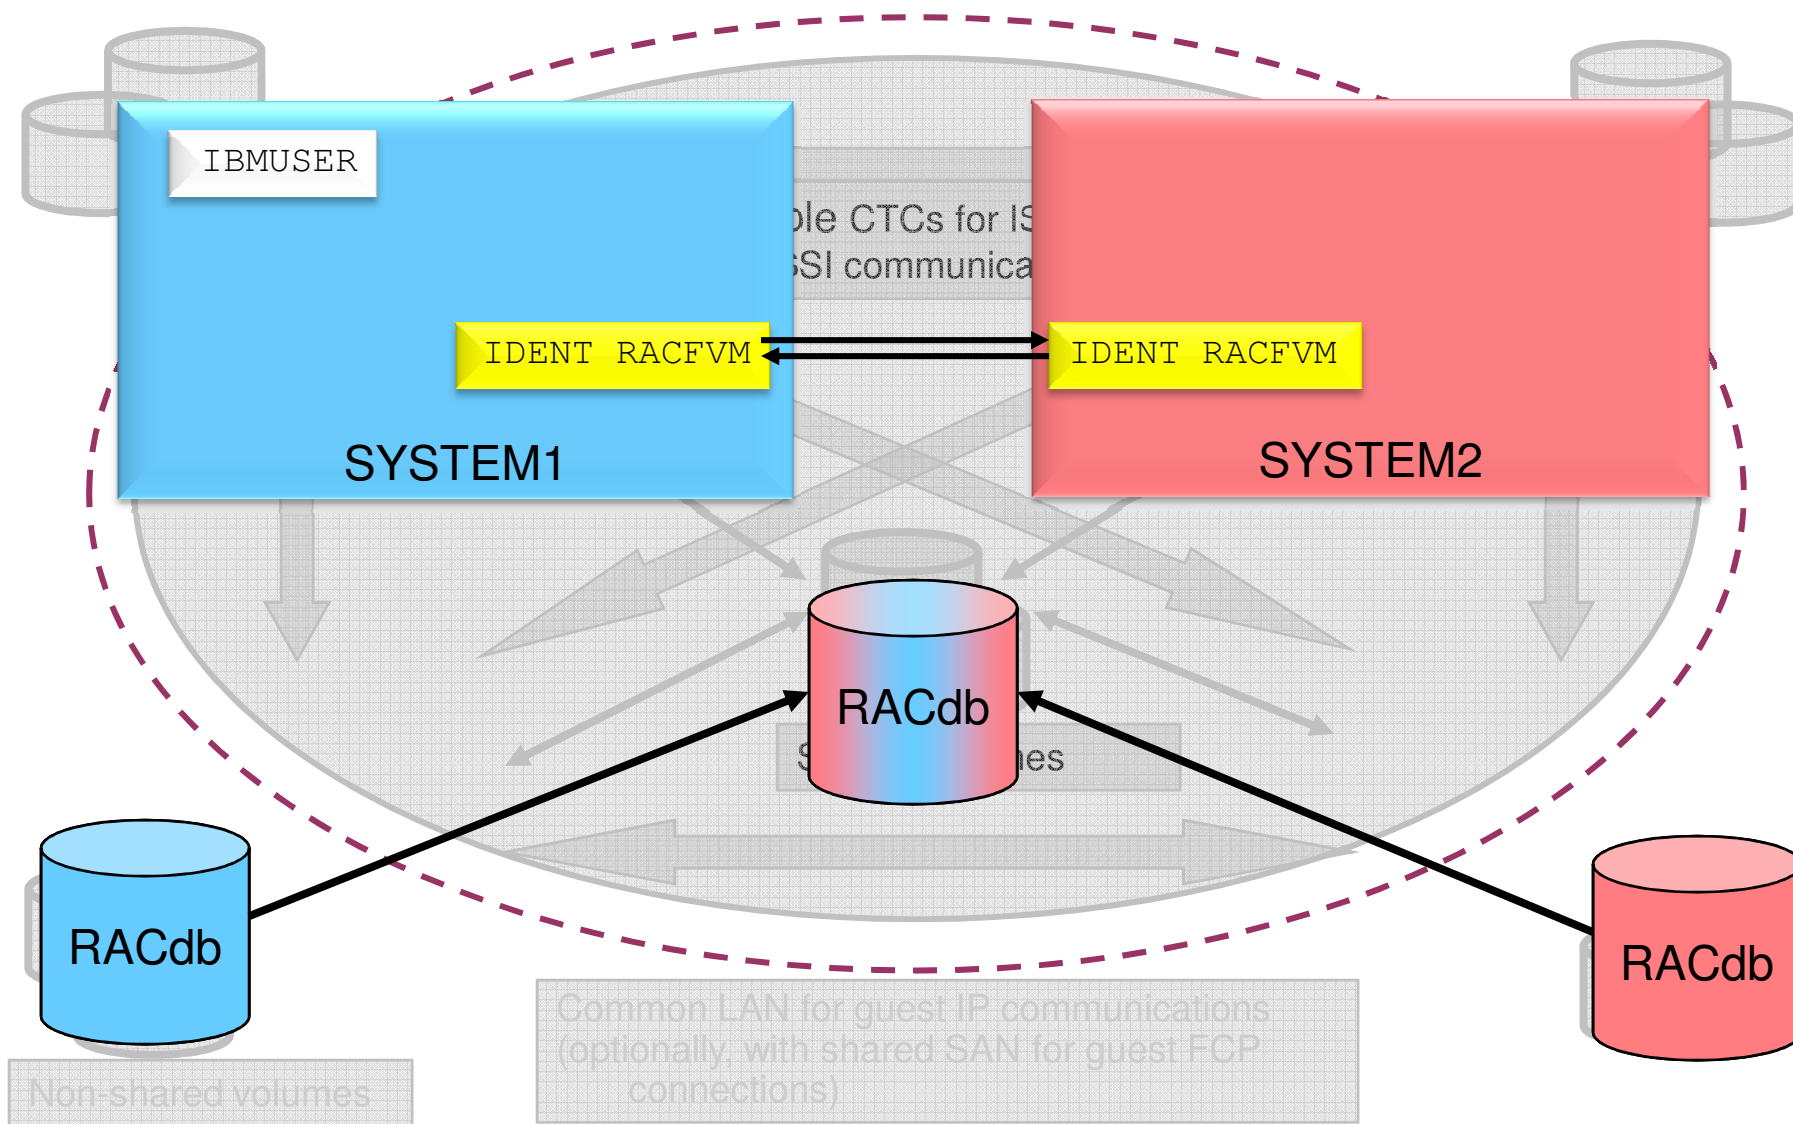 IBMUSER
ble CTCs for IS
SSI communica
IDENT RACFVM
IDENT RACFVM
SYSTEM1
SYSTEM2
RACdb
S
nes
RACdb
RACdb
Common LAN for guest IP communications
(optionally, with shared SAN for guest FCP
connections)
Non-shared volumes